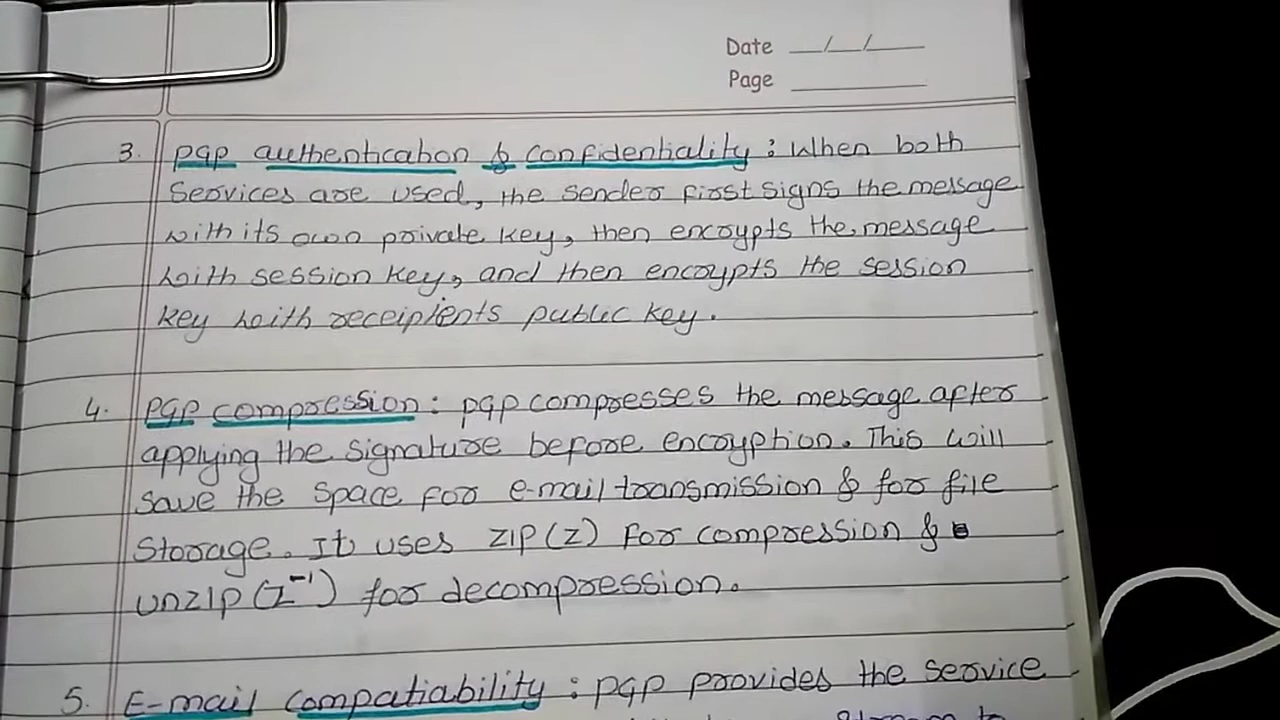 Date __/__/____
Page ________
3. PGP authentication & confidentiality : When both
services are used, the sender first signs the message
with its own private key, then encrypts the message
with session key, and then encrypts the session
key with receipients public key.
4. PGP compression : PGP compresses the message after
applying the signature before encryption. This will
save the space for e-mail transmission & for file
storage. It uses ZIP (Z) for compression &
unzip (Z⁻¹) for decompression.
5. E-mail compatiability : PGP provides the service
to